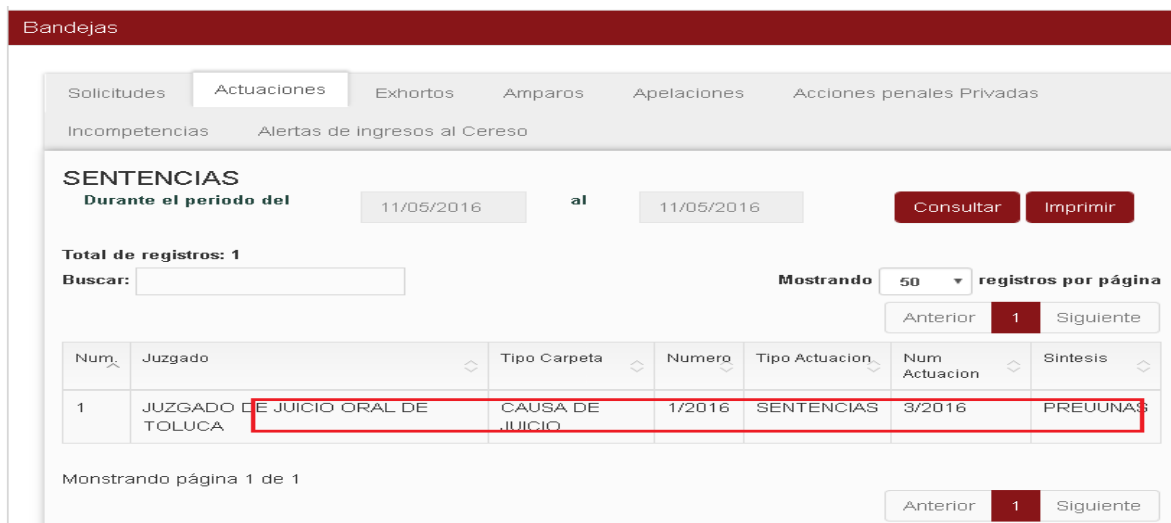 Bandejas
Solicitudes Actuaciones Exhortos Amparos Apelaciones Acciones penales Privadas
Incompetencias Alertas de ingresos al Cereso
SENTENCIAS
Durante el periodo del 11/05/2016 al 11/05/2016 Consultar Imprimir
Total de registros: 1
Buscar: Mostrando 50 registros por página
Anterior 1 Siguiente
Num. Juzgado Tipo Carpeta Numero Tipo Actuacion Num Sintesis
Actuacion
1 JUZGADO DE JUICIO ORAL DE CAUSA DE 1/2016 SENTENCIAS 3/2016 PREUUNAS
TOLUCA JUICIO
Monstrando página 1 de 1
Anterior 1 Siguiente